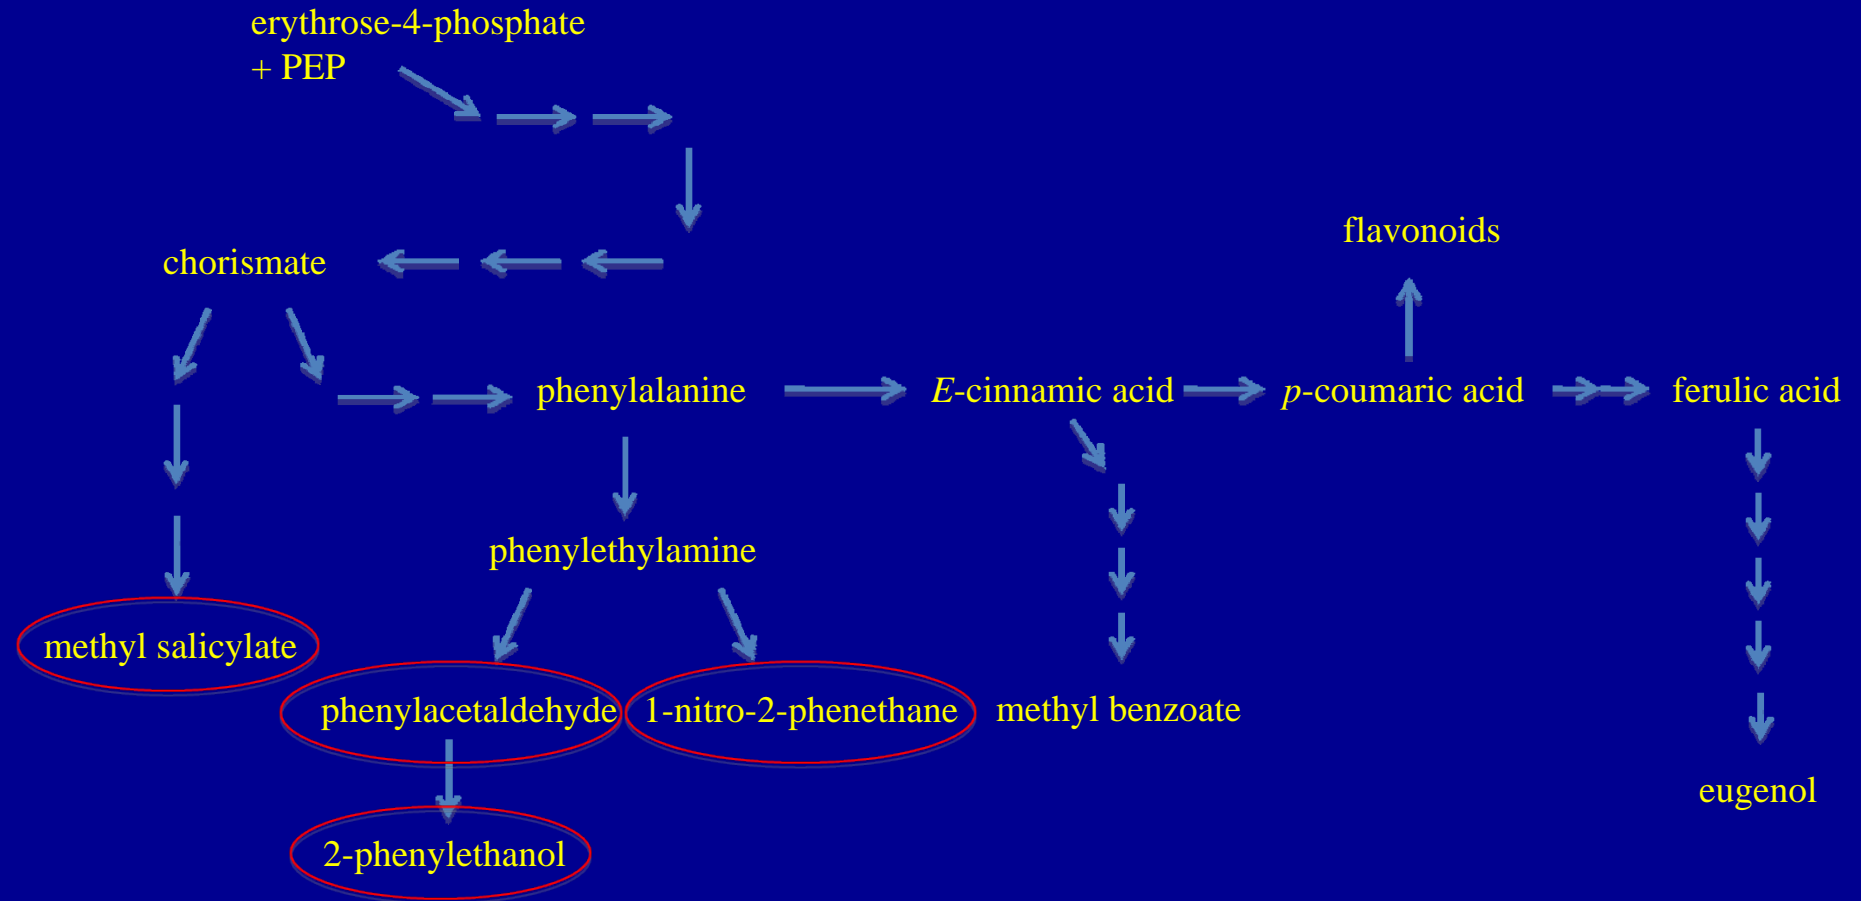 erythrose-4-phosphate
+ PEP
flavonoids
chorismate
phenylalanine
E-cinnamic acid
p-coumaric acid
ferulic acid
phenylethylamine
methyl salicylate
phenylacetaldehyde
1-nitro-2-phenethane
methyl benzoate
eugenol
2-phenylethanol